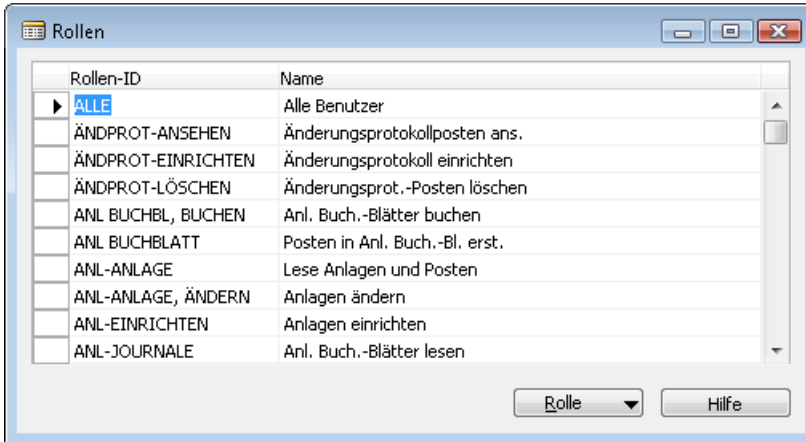 Rollen
Rollen-ID Name
ALLE Alle Benutzer
ÄNDPROT-ANSEHEN Änderungsprotokollposten ans.
ÄNDPROT-EINRICHTEN Änderungsprotokoll einrichten
ÄNDPROT-LÖSCHEN Änderungsprot.-Posten löschen
ANL BUCHBL, BUCHEN Anl. Buch.-Blätter buchen
ANL BUCHBLATT Posten in Anl. Buch.-Bl. erst.
ANL-ANLAGE Lese Anlagen und Posten
ANL-ANLAGE, ÄNDERN Anlagen ändern
ANL-EINRICHTEN Anlagen einrichten
ANL-JOURNALE Anl. Buch.-Blätter lesen
Rolle Hilfe